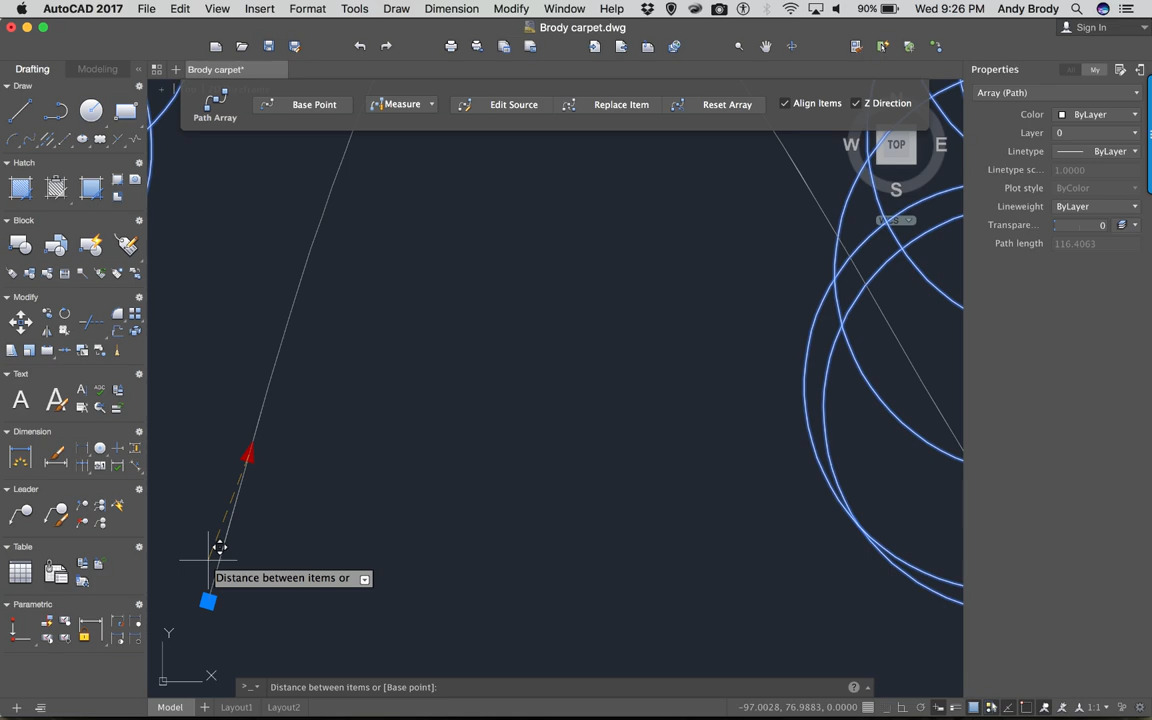 AutoCAD 2017 File Edit View Insert Format Tools Draw Dimension Modify Window Help 90% Wed 9:26 PM Andy Brody
Brody carpet.dwg
Sign In
Drafting Modeling Brody carpet* Properties All My
Draw
Path Array Base Point Measure Edit Source Replace Item Reset Array Align Items Z Direction
Array (Path)
Color ByLayer
Layer 0
Linetype ByLayer
Linetype sc... 1.0000
Plot style ByColor
Lineweight ByLayer
Transpare... 0
Path length 116.4063
W TOP E
S
Hatch
Block
Modify
Text
A A
Dimension
Leader
Table
Parametric
Distance between items or
Y
X
>_ Distance between items or [Base point]:
Model Layout1 Layout2 -97.0028, 76.9883, 0.0000 1:1